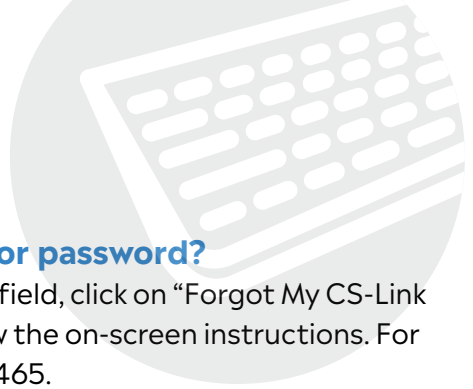 or password?
field, click on “Forgot My CS-Link
the on-screen instructions. For
465.